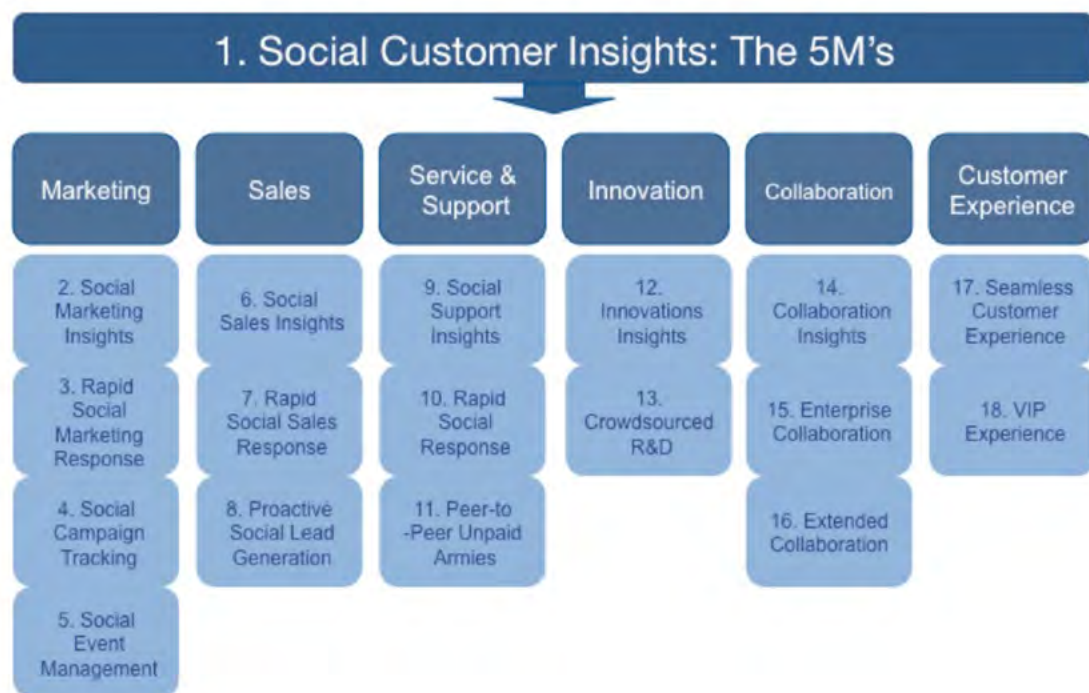 1. Social Customer Insights: The 5M's
Marketing
Sales
Service &
Support
Innovation
Collaboration
Customer
Experience
2. Social
Marketing
Insights
3. Rapid
Social
Marketing
Response
4. Social
Campaign
Tracking
5. Social
Event
Management
6. Social
Sales Insights
7. Rapid
Social Sales
Response
8. Proactive
Social Lead
Generation
9. Social
Support
Insights
10. Rapid
Social
Response
11. Peer-to
-Peer Unpaid
Armies
12.
Innovations
Insights
13.
Crowdsourced
R&D
14.
Collaboration
Insights
15. Enterprise
Collaboration
16. Extended
Collaboration
17. Seamless
Customer
Experience
18. VIP
Experience